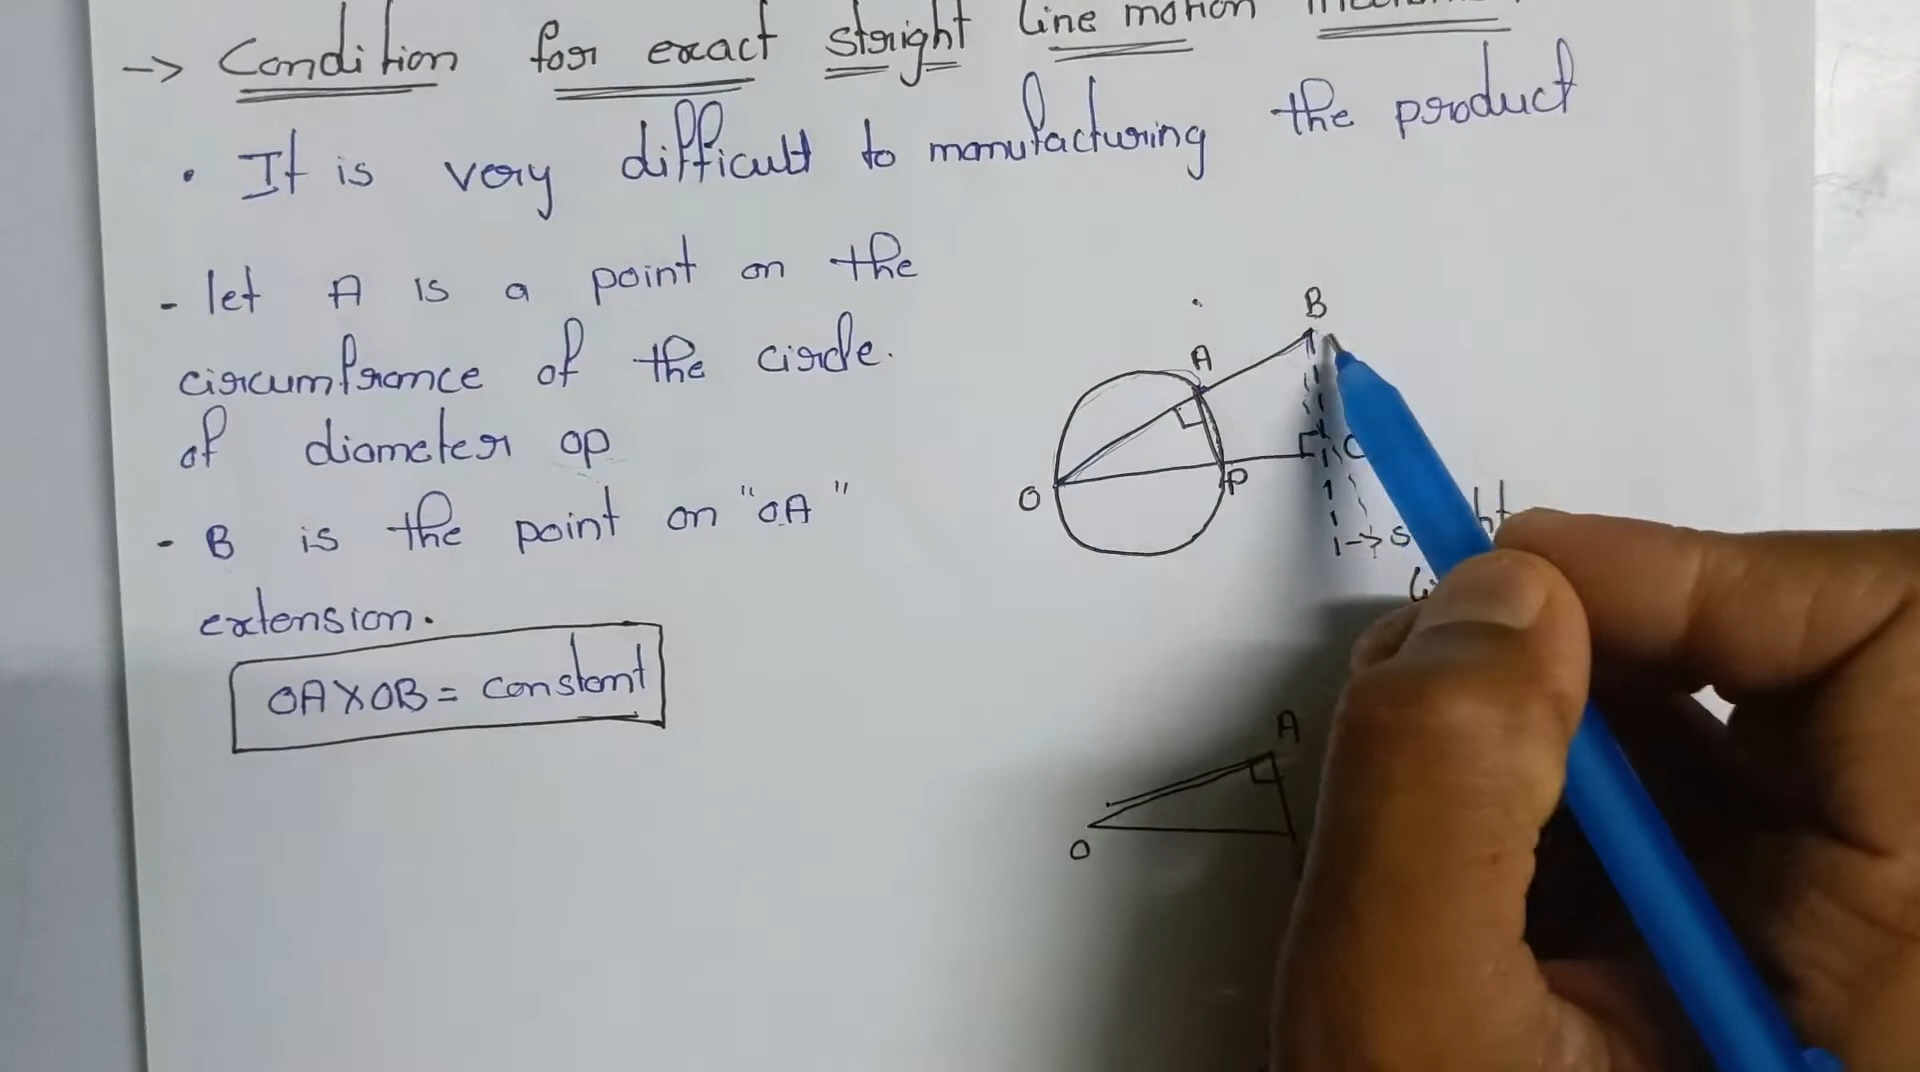 -> Condition for exact stright line motion
• It is very difficult to manufacturing the product
- let A is a point on the
circumfrance of the circle.
of diameter op
- B is the point on "OA"
extension.
OA X OB = constant
B
A
C
P
O
A
O